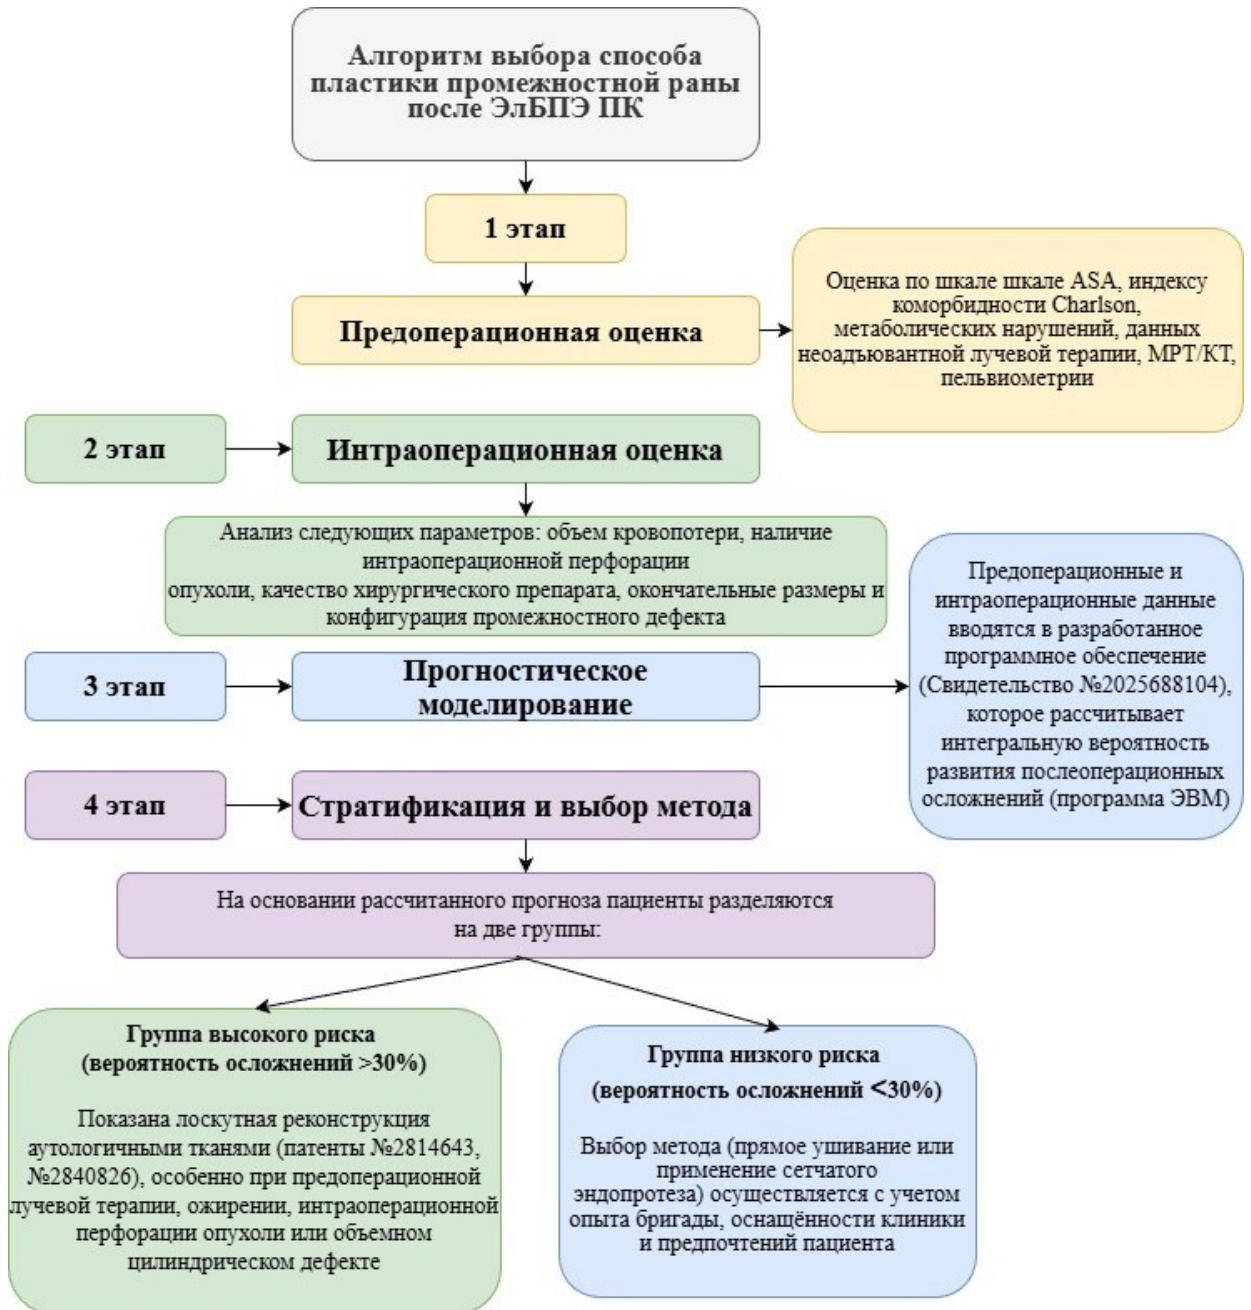 Алгоритм выбора способа
пластики промежностной раны
после ЭлБПЭ ПК
1 этап
Предоперационная оценка
Оценка по шкале шкале ASA, индексу
коморбидности Charlson,
метаболических нарушений, данных
неоадъювантной лучевой терапии, МРТ/КТ,
пельвиометрии
2 этап
Интраоперационная оценка
Анализ следующих параметров: объем кровопотери, наличие
интраоперационной перфорации
опухоли, качество хирургического препарата, окончательные размеры и
конфигурация промежностного дефекта
3 этап
Прогностическое
моделирование
Предоперационные и
интраоперационные данные
вводятся в разработанное
программное обеспечение
(Свидетельство №2025688104),
которое рассчитывает
интегральную вероятность
развития послеоперационных
осложнений (программа ЭВМ)
4 этап
Стратификация и выбор метода
На основании рассчитанного прогноза пациенты разделяются
на две группы:
Группа высокого риска
(вероятность осложнений >30%)
Показана лоскутная реконструкция
аутологичными тканями (патенты №2814643,
№2840826), особенно при предоперационной
лучевой терапии, ожирении, интраоперационной
перфорации опухоли или объемном
цилиндрическом дефекте
Группа низкого риска
(вероятность осложнений <30%)
Выбор метода (прямое ушивание или
применение сетчатого
эндопротеза) осуществляется с учетом
опыта бригады, оснащённости клиники
и предпочтений пациента